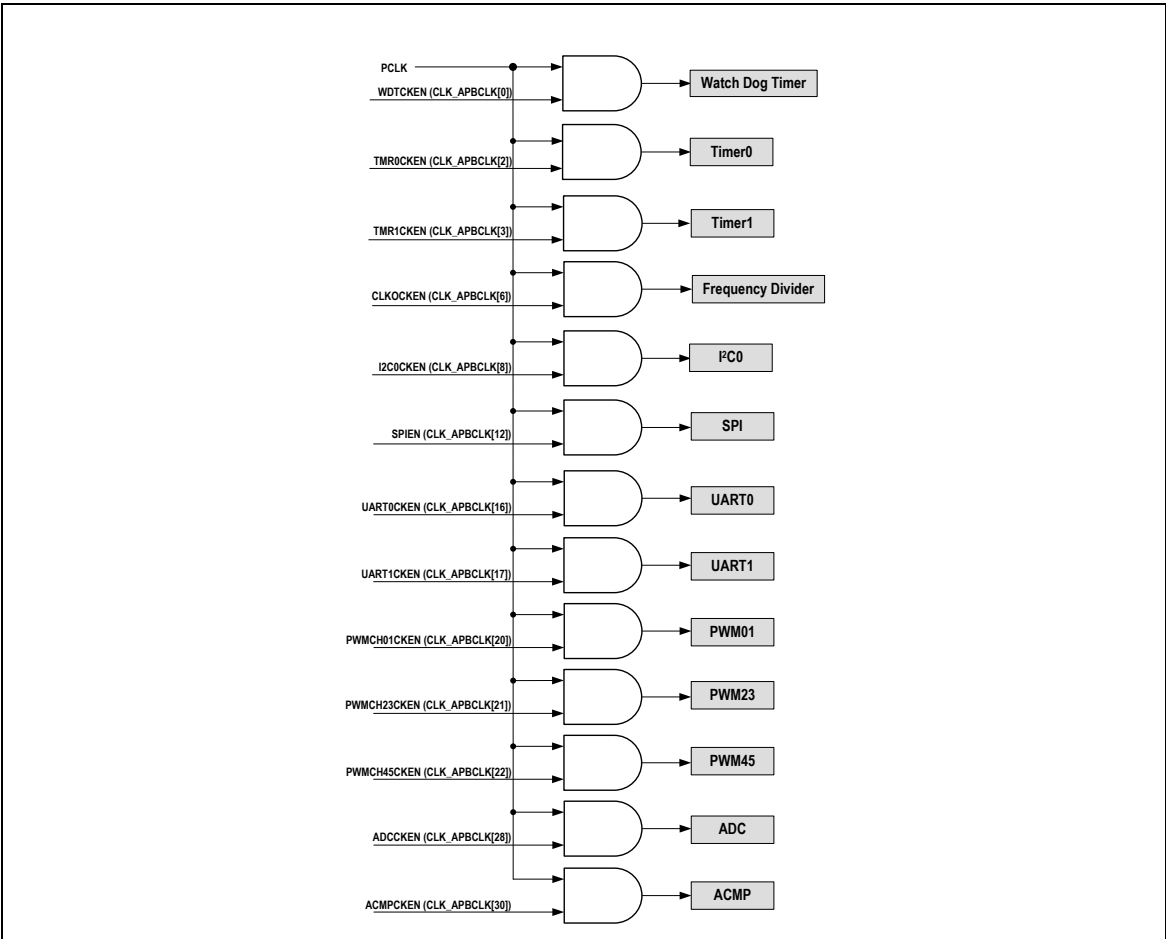 PCLK
WDTCKEN (CLK_APBCLK[0])
Watch Dog Timer
TMR0CKEN (CLK_APBCLK[2])
Timer0
TMR1CKEN (CLK_APBCLK[3])
Timer1
CLKOCKEN (CLK_APBCLK[6])
Frequency Divider
I2C0CKEN (CLK_APBCLK[8])
I²C0
SPIEN (CLK_APBCLK[12])
SPI
UART0CKEN (CLK_APBCLK[16])
UART0
UART1CKEN (CLK_APBCLK[17])
UART1
PWMCH01CKEN (CLK_APBCLK[20])
PWM01
PWMCH23CKEN (CLK_APBCLK[21])
PWM23
PWMCH45CKEN (CLK_APBCLK[22])
PWM45
ADCCKEN (CLK_APBCLK[28])
ADC
ACMPCKEN (CLK_APBCLK[30])
ACMP